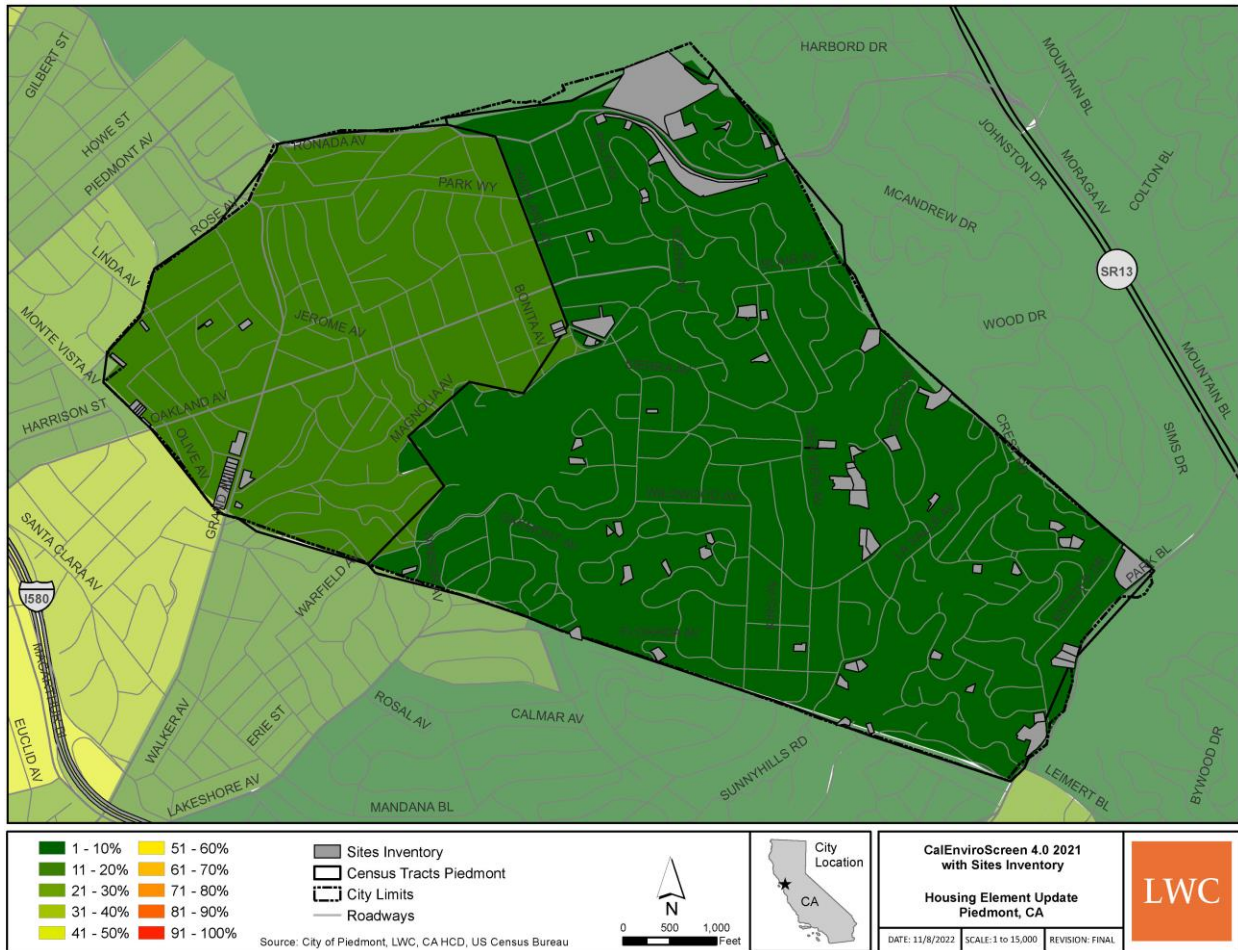 GILBERT ST
HOWE ST
PIEDMONT AV
HARBORD DR
MOUNTAIN BL
JOHNSTON DR
MORAGA AV
COLTON BL
RONADA AV
PARK WY
ROSE AV
LINDA AV
MCANDREW DR
SR13
MONTE VISTA AV
JEROME AV
BONITA AV
WOOD DR
MOUNTAIN BL
HARRISON ST
OAKLAND AV
MAGNOLIA AV
OLIVE AV
SIMS DR
GRAND AV
SANTA CLARA AV
I580
WARFIELD AV
PARK BL
MACARTHUR BL
EUCLID AV
WALKER AV
ERIE ST
ROSAL AV
CALMAR AV
SUNNYHILLS RD
LAKESHORE AV
MANDANA BL
LEIMERT BL
BYWOOD DR
1 - 10%
11 - 20%
21 - 30%
31 - 40%
41 - 50%
51 - 60%
61 - 70%
71 - 80%
81 - 90%
91 - 100%
Sites Inventory
Census Tracts Piedmont
City Limits
Roadways
Source: City of Piedmont, LWC, CA HCD, US Census Bureau
N
0 500 1,000
Feet
City
Location
CA
CalEnviroScreen 4.0 2021
with Sites Inventory
Housing Element Update
Piedmont, CA
DATE: 11/8/2022 SCALE: 1 to 15,000 REVISION: FINAL
LWC